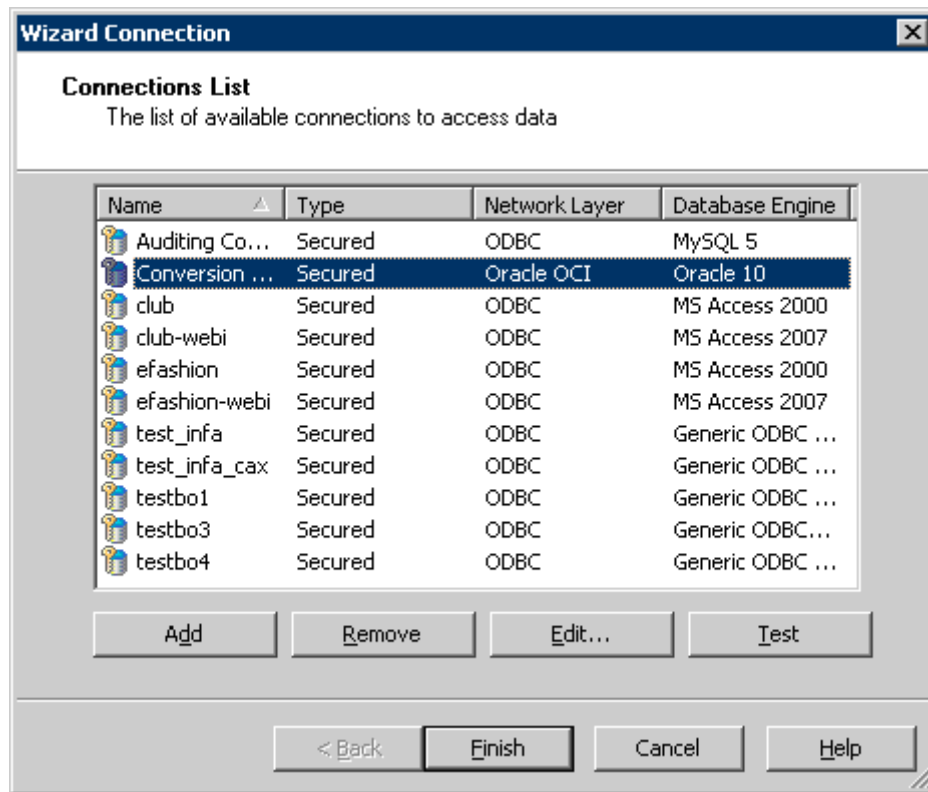 Wizard Connection
Connections List
The list of available connections to access data
Name Type Network Layer Database Engine
Auditing Co... Secured ODBC MySQL 5
Conversion ... Secured Oracle OCI Oracle 10
club Secured ODBC MS Access 2000
club-webi Secured ODBC MS Access 2007
efashion Secured ODBC MS Access 2000
efashion-webi Secured ODBC MS Access 2007
test_infa Secured ODBC Generic ODBC ...
test_infa_cax Secured ODBC Generic ODBC ...
testbo1 Secured ODBC Generic ODBC ...
testbo3 Secured ODBC Generic ODBC...
testbo4 Secured ODBC Generic ODBC ...
Add Remove Edit... Test
< Back Finish Cancel Help